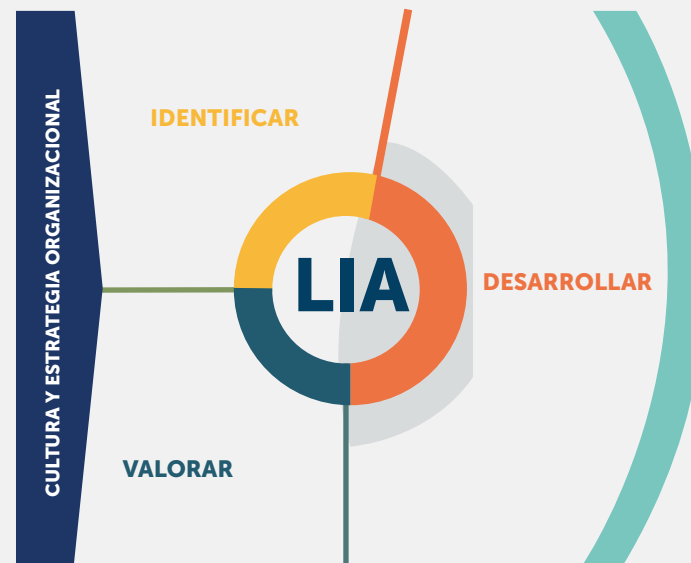 CULTURA Y ESTRATEGIA ORGANIZACIONAL
IDENTIFICAR
LIA
DESARROLLAR
VALORAR